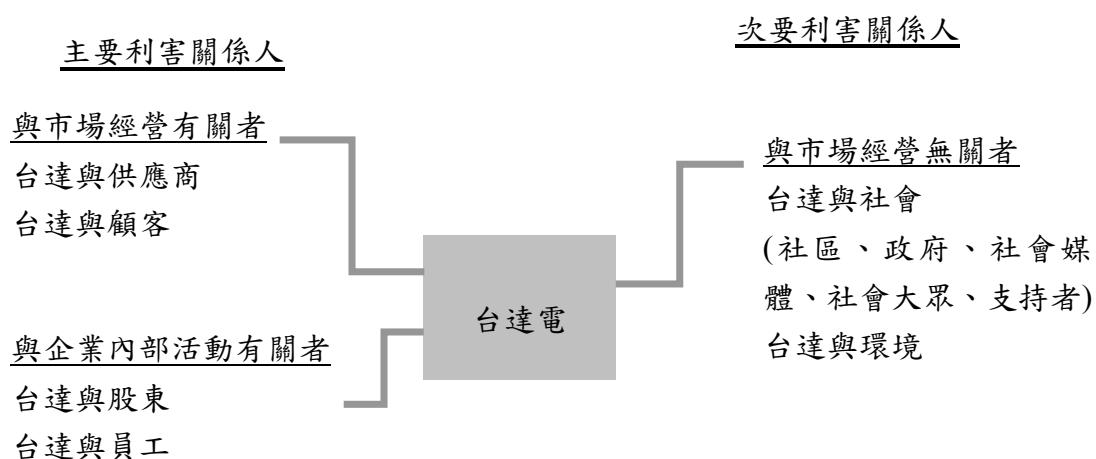 主要利害關係人
與市場經營有關者
台達與供應商
台達與顧客
與企業內部活動有關者
台達與股東
台達與員工
台達電
次要利害關係人
與市場經營無關者
台達與社會
(社區、政府、社會媒
體、社會大眾、支持者)
台達與環境